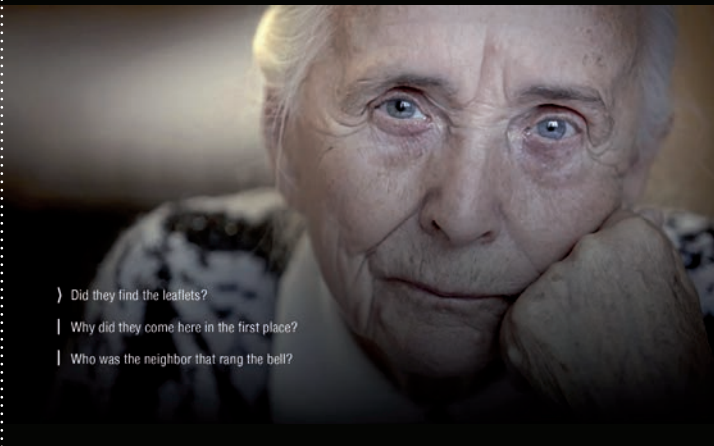 Did they find the leaflets?
Why did they come here in the first place?
Who was the neighbor that rang the bell?